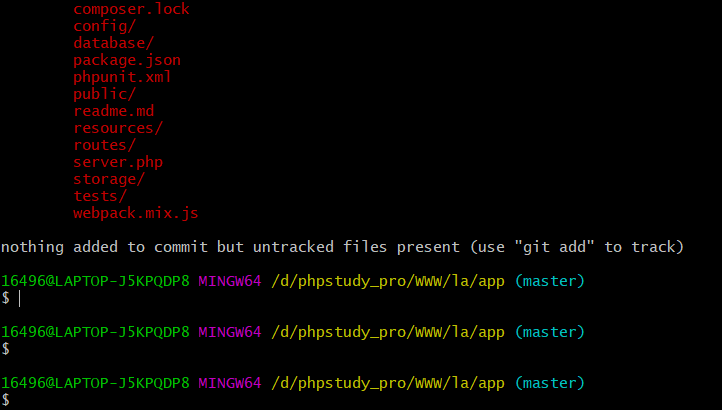 composer.lock
config/
database/
package.json
phpunit.xml
public/
readme.md
resources/
routes/
server.php
storage/
tests/
webpack.mix.js
nothing added to commit but untracked files present (use "git add" to track)
16496@LAPTOP-J5KPQDP8 MINGW64 /d/phpstudy_pro/WWW/la/app (master)
$
16496@LAPTOP-J5KPQDP8 MINGW64 /d/phpstudy_pro/WWW/la/app (master)
$
16496@LAPTOP-J5KPQDP8 MINGW64 /d/phpstudy_pro/WWW/la/app (master)
$